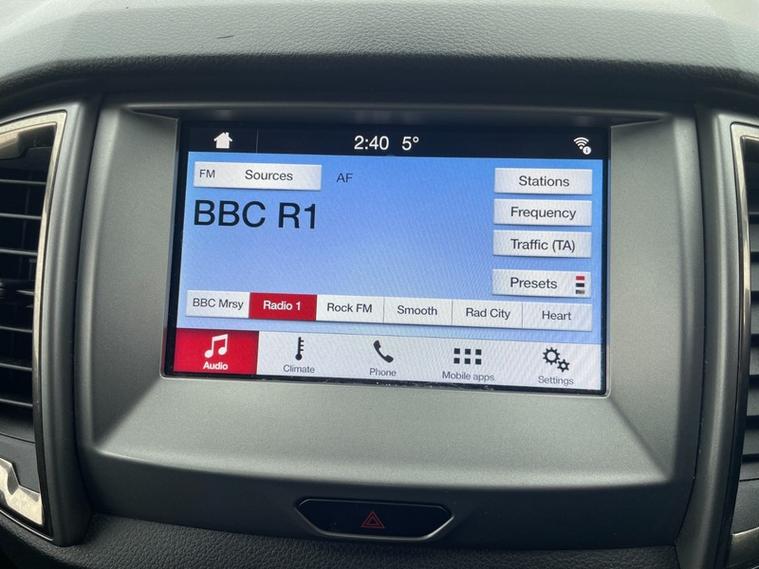 2:40 5°
FM Sources AF Stations
BBC R1 Frequency
Traffic (TA)
Presets
BBC Mrsy Radio 1 Rock FM Smooth Rad City Heart
Audio Climate Phone Mobile apps Settings